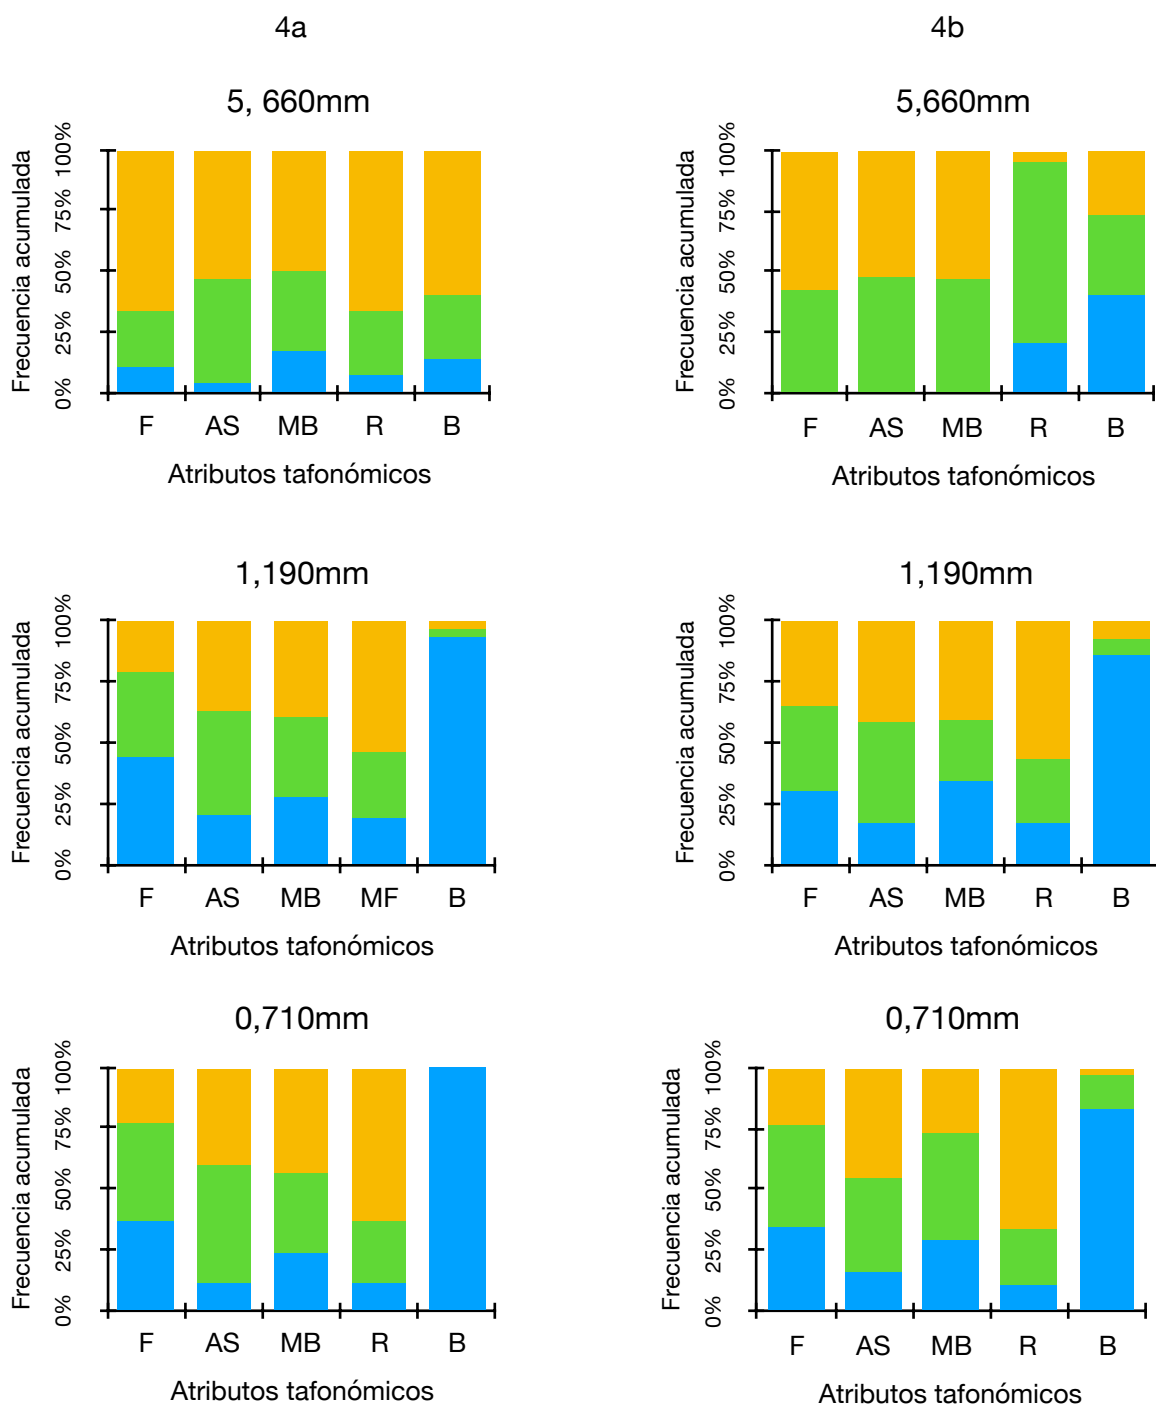 4a
4b
5, 660mm
Frecuencia acumulada
100%
75%
50%
25%
0%
F AS MB R B
Atributos tafonómicos
5,660mm
Frecuencia acumulada
100%
75%
50%
25%
0%
F AS MB R B
Atributos tafonómicos
1,190mm
Frecuencia acumulada
100%
75%
50%
25%
0%
F AS MB MF B
Atributos tafonómicos
1,190mm
Frecuencia acumulada
100%
75%
50%
25%
0%
F AS MB R B
Atributos tafonómicos
0,710mm
Frecuencia acumulada
100%
75%
50%
25%
0%
F AS MB R B
Atributos tafonómicos
0,710mm
Frecuencia acumulada
100%
75%
50%
25%
0%
F AS MB R B
Atributos tafonómicos